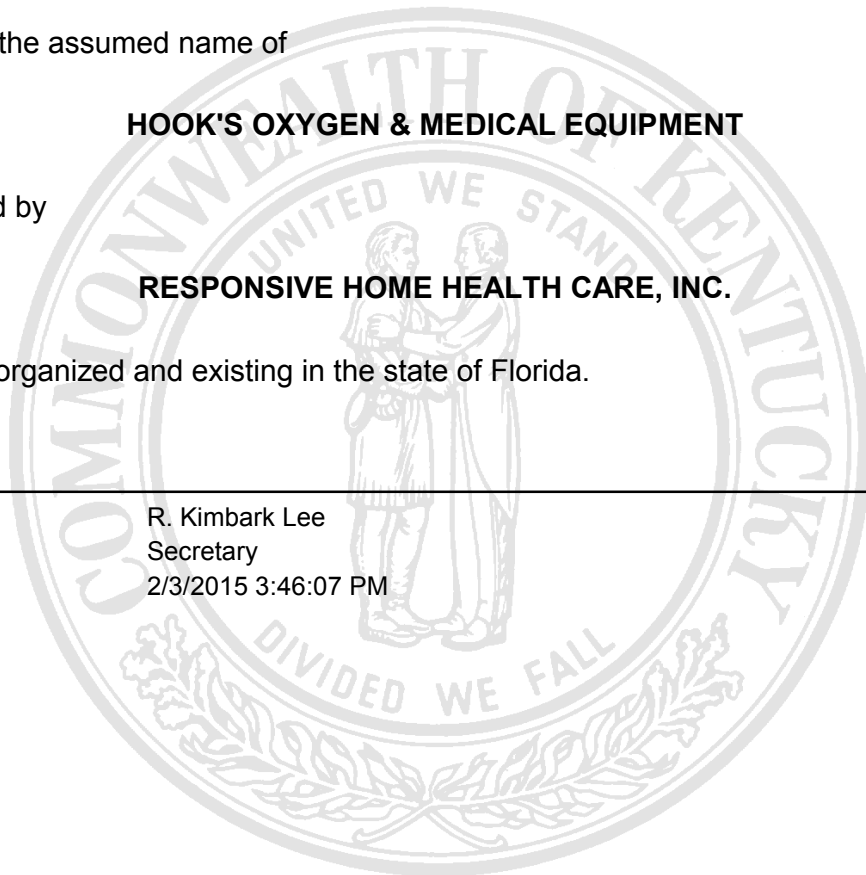 the assumed name of
HOOK'S OXYGEN & MEDICAL EQUIPMENT
d by
RESPONSIVE HOME HEALTH CARE, INC.
organized and existing in the state of Florida.
R. Kimbark Lee
Secretary
2/3/2015 3:46:07 PM
COMMONWEALTH OF KENTUCKY
UNITED WE STAND
DIVIDED WE FALL